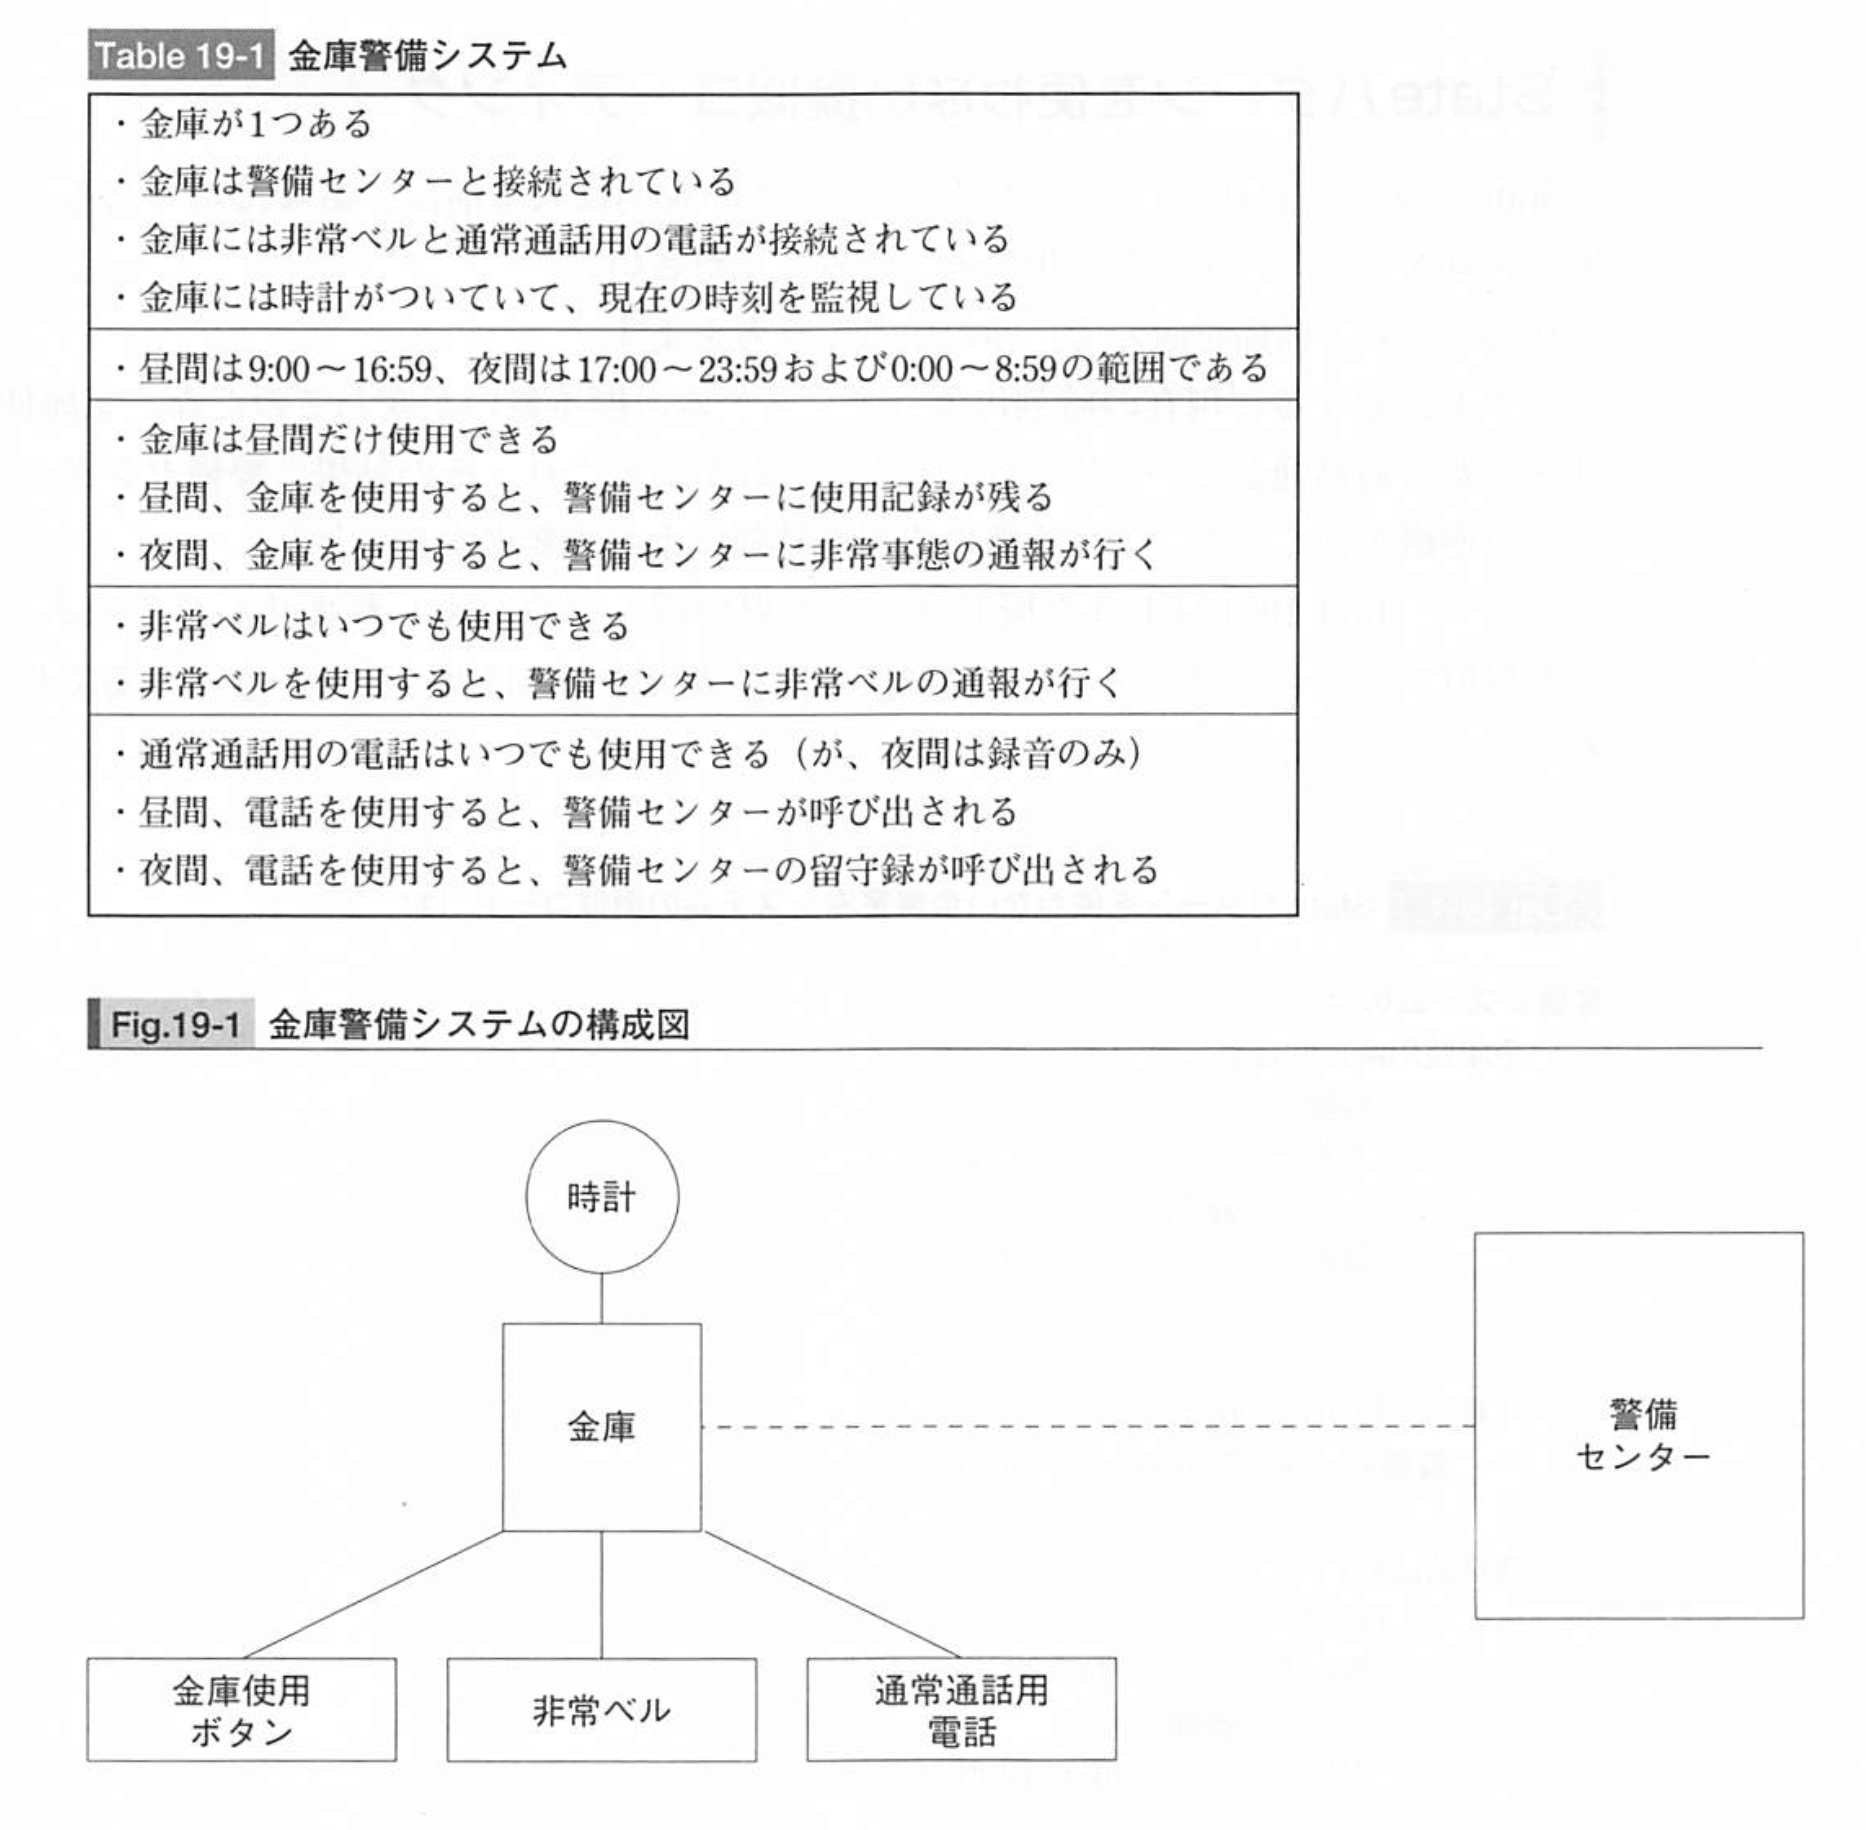 Table 19-1 金庫警備システム
・金庫が1つある
・金庫は警備センターと接続されている
・金庫には非常ベルと通常通話用の電話が接続されている
・金庫には時計がついていて、現在の時刻を監視している
・昼間は9:00～16:59、夜間は17:00～23:59および0:00～8:59の範囲である
・金庫は昼間だけ使用できる
・昼間、金庫を使用すると、警備センターに使用記録が残る
・夜間、金庫を使用すると、警備センターに非常事態の通報が行く
・非常ベルはいつでも使用できる
・非常ベルを使用すると、警備センターに非常ベルの通報が行く
・通常通話用の電話はいつでも使用できる（が、夜間は録音のみ）
・昼間、電話を使用すると、警備センターが呼び出される
・夜間、電話を使用すると、警備センターの留守録が呼び出される
Fig.19-1 金庫警備システムの構成図
時計
金庫
警備
センター
金庫使用
ボタン
非常ベル
通常通話用
電話